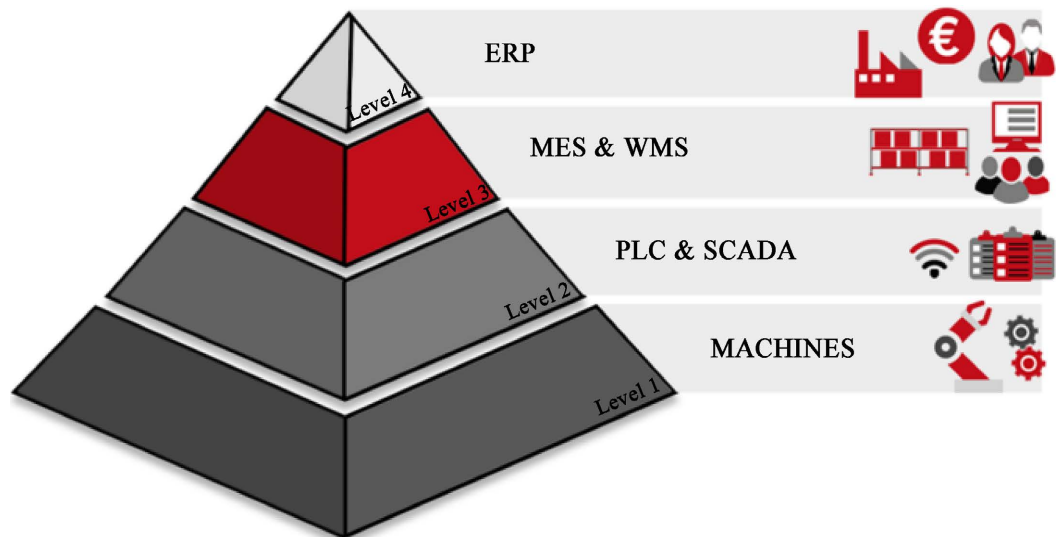 ERP
Level 4
€
MES & WMS
Level 3
PLC & SCADA
Level 2
MACHINES
Level 1